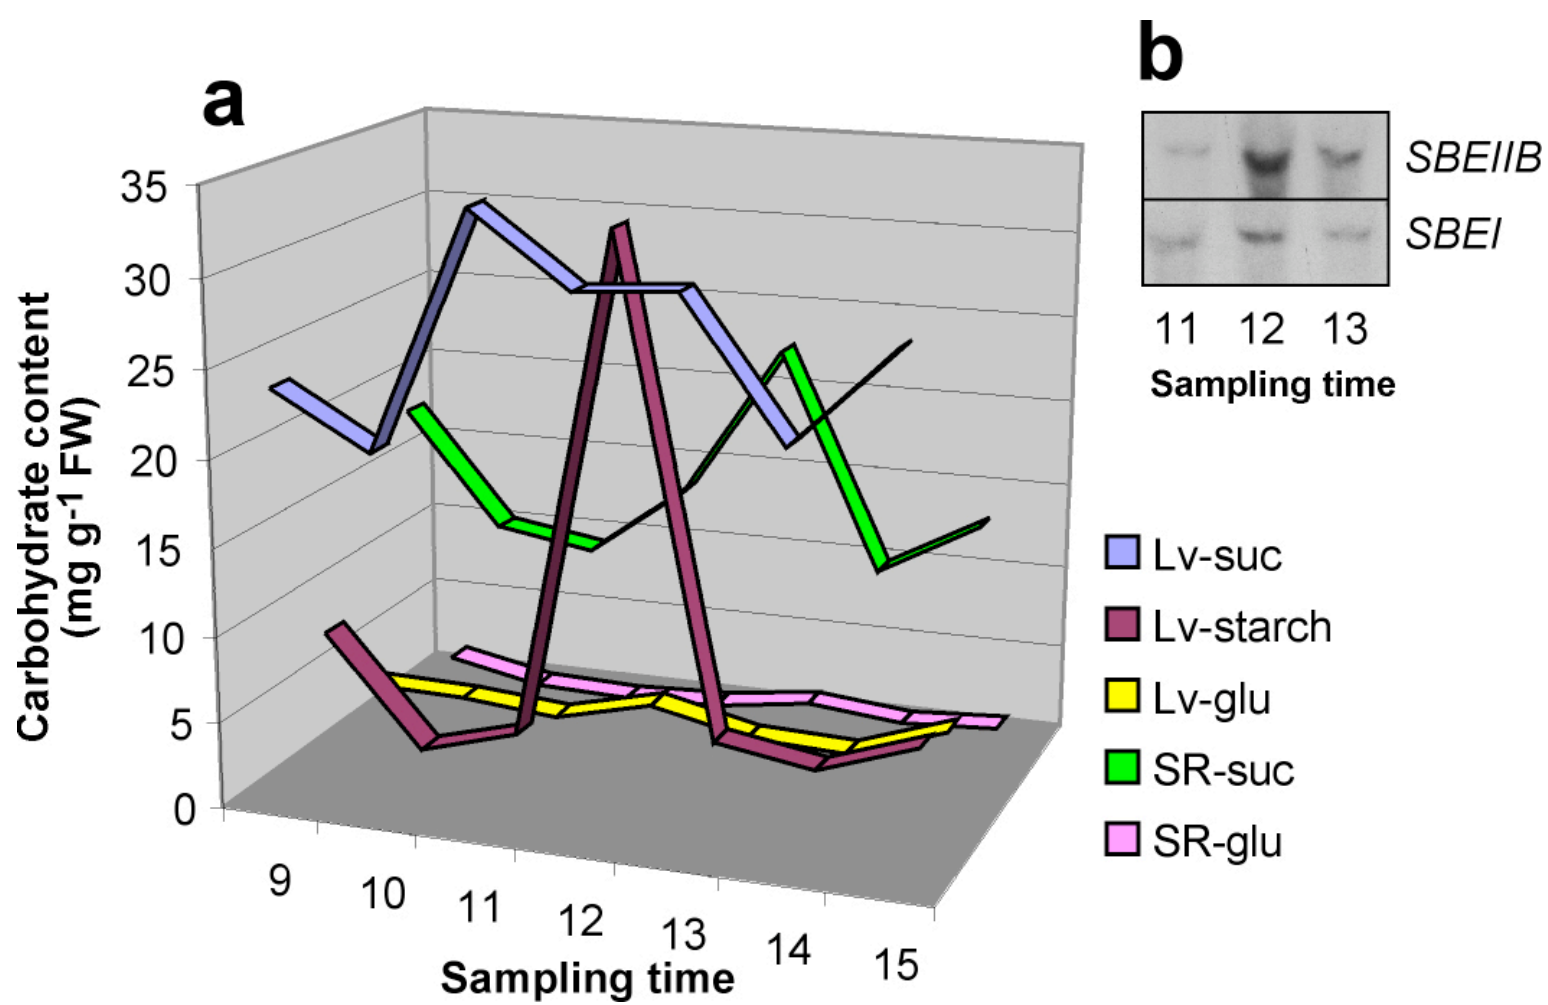 a
Carbohydrate content
(mg g-1 FW)
35
30
25
20
15
10
5
0
9
10
11
12
13
14
15
Sampling time
b
SBEIIB
SBEI
11 12 13
Sampling time
Lv-suc
Lv-starch
Lv-glu
SR-suc
SR-glu